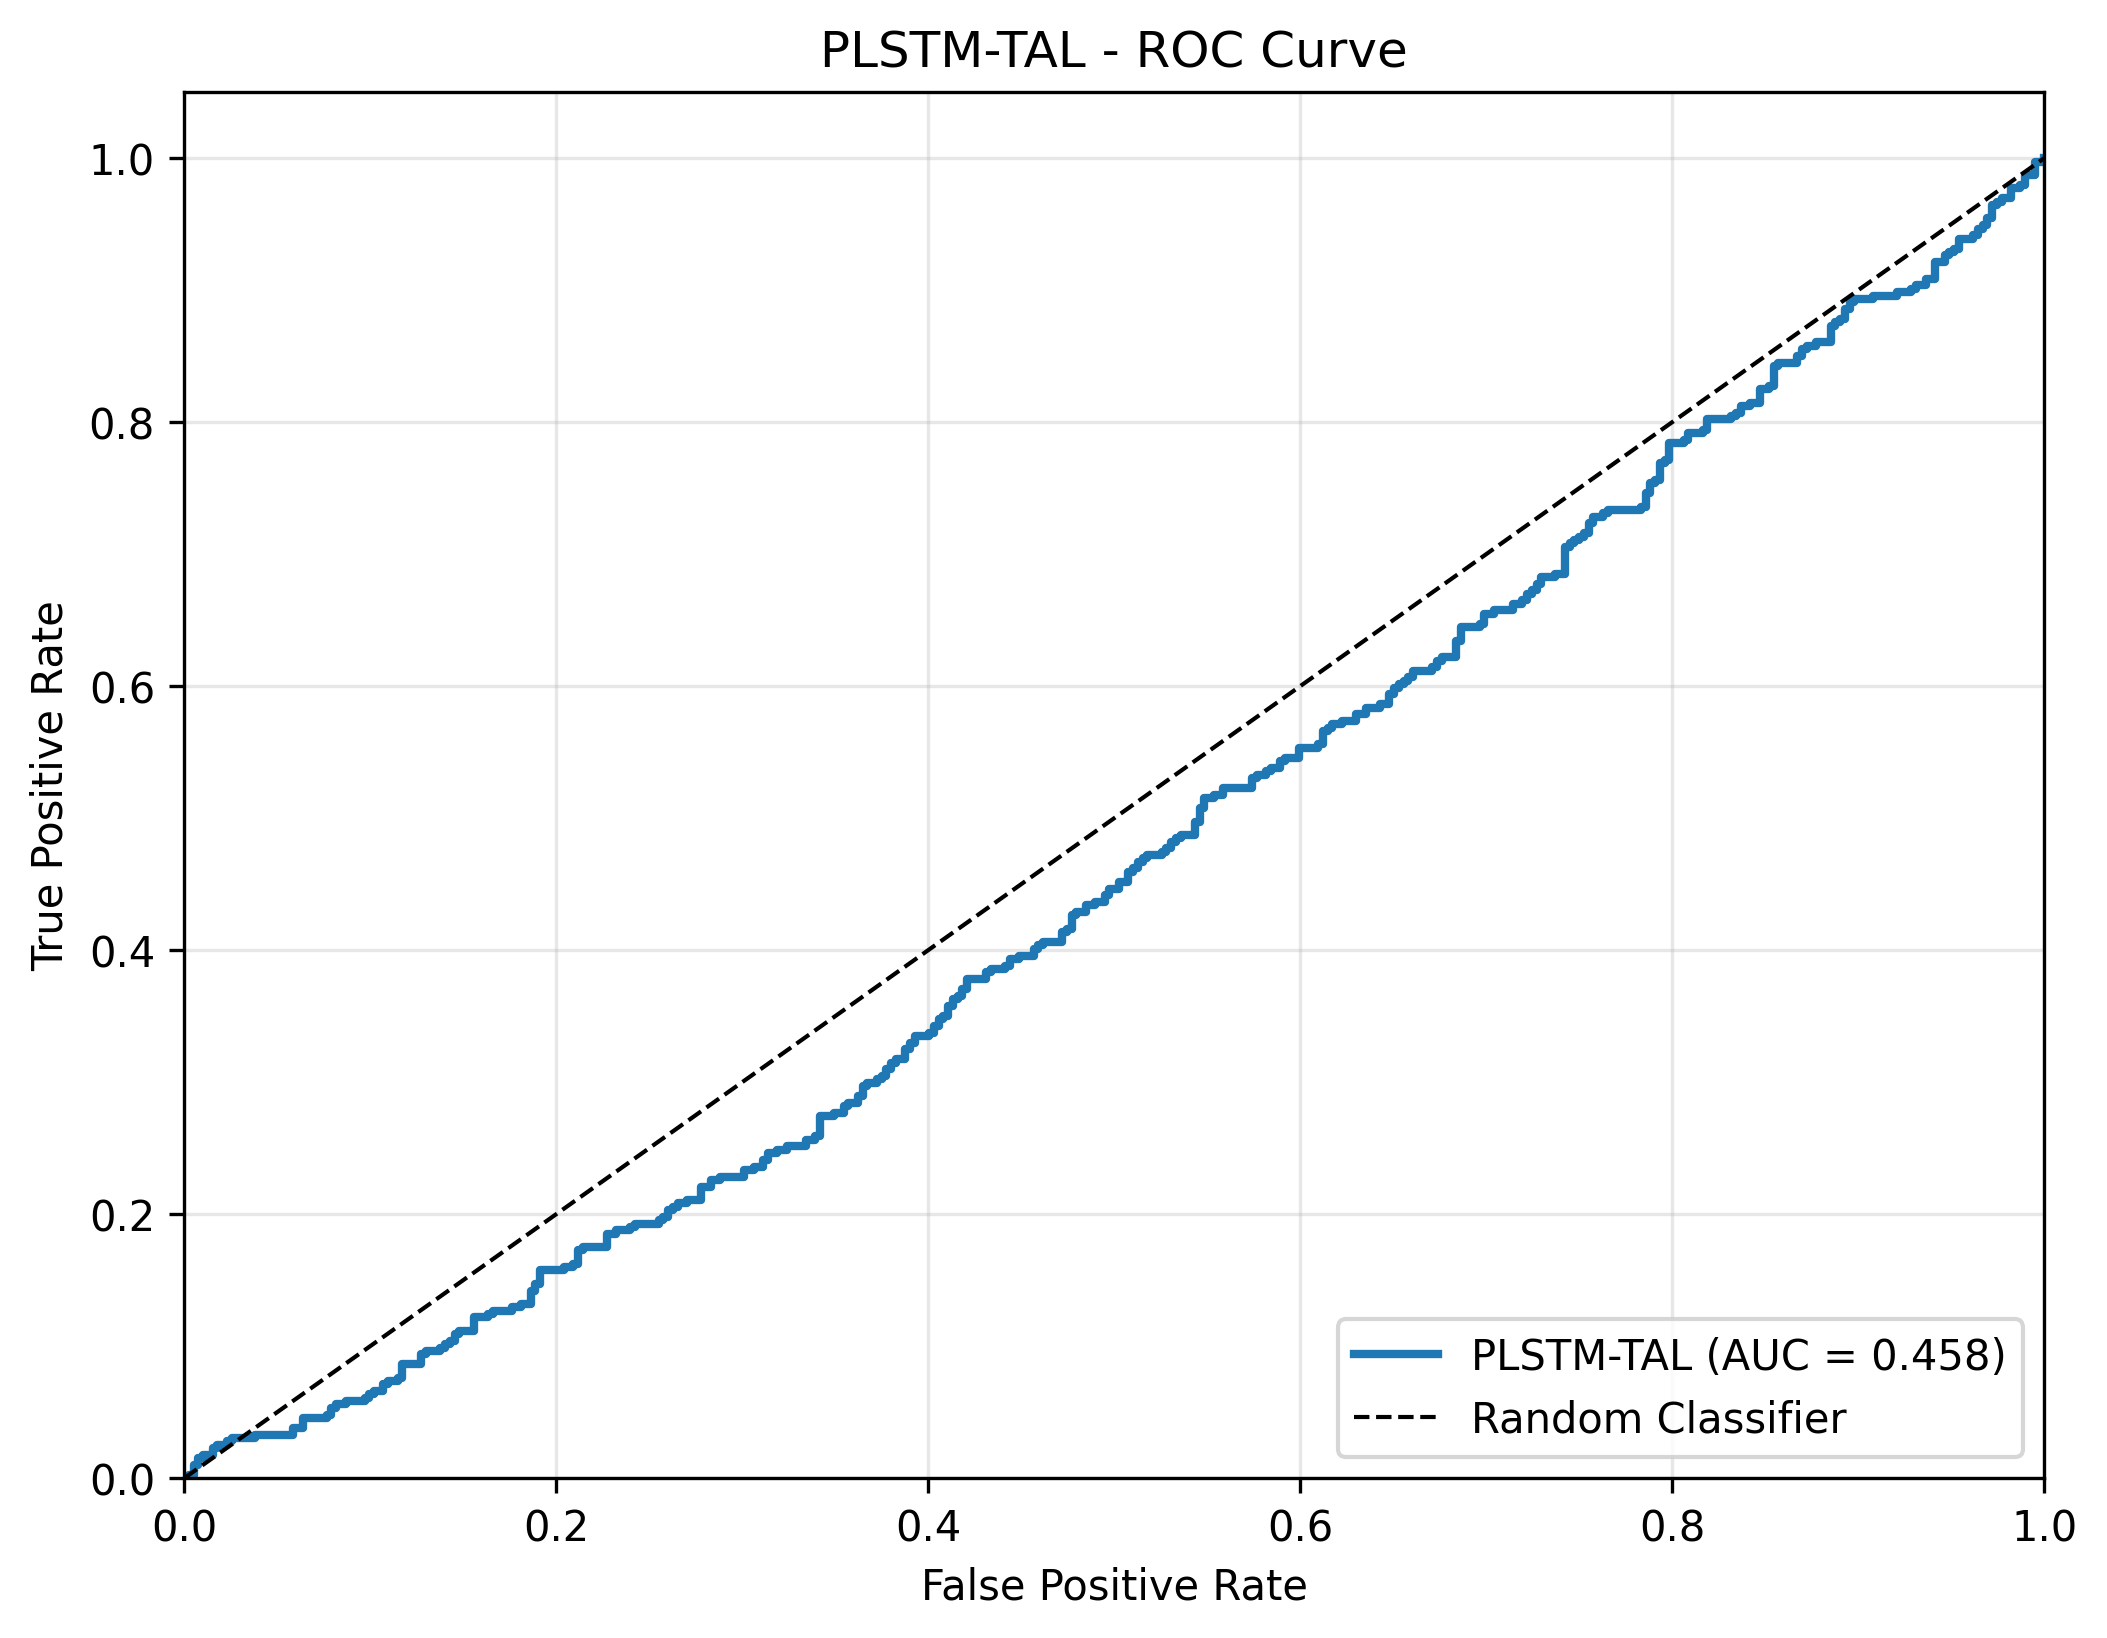 PLSTM-TAL - ROC Curve
True Positive Rate
1.0
0.8
0.6
0.4
0.2
0.0
0.0 0.2 0.4 0.6 0.8 1.0
False Positive Rate
PLSTM-TAL (AUC = 0.458)
Random Classifier